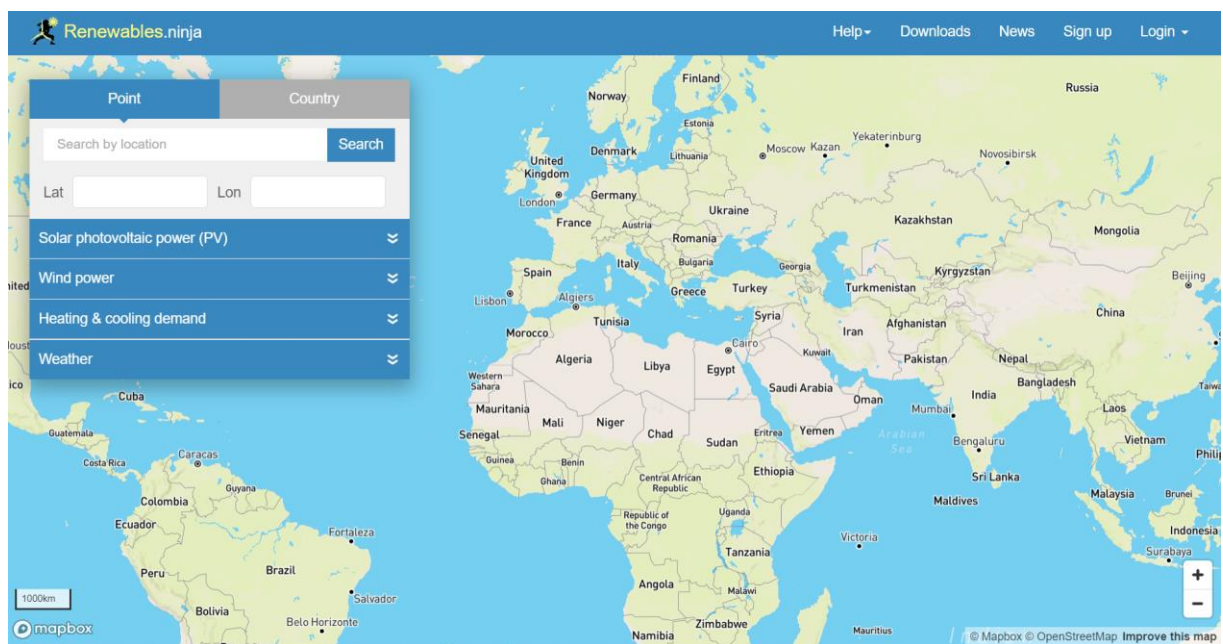 Renewables.ninja
Help
Downloads
News
Sign up
Login
Point
Country
Search by location
Search
Lat
Lon
Solar photovoltaic power (PV)
Wind power
Heating & cooling demand
Weather
Finland
Norway
Russia
Estonia
Yekaterinburg
Denmark
Lithuania
Moscow
Kazan
Novosibirsk
United
Kingdom
London
Germany
Ukraine
France
Austria
Kazakhstan
Mongolia
Romania
Italy
Bulgaria
Georgia
Spain
Kyrgyzstan
Beijing
Lisbon
Algiers
Greece
Turkey
Turkmenistan
Tunisia
Syria
China
Morocco
Iran
Afghanistan
Cairo
Algeria
Libya
Egypt
Kuwait
Pakistan
Nepal
Western
Sahara
Saudi Arabia
Bangladesh
Cuba
Oman
India
Mauritania
Mumbai
Laos
Mali
Niger
Chad
Sudan
Eritrea
Yemen
Arabian
Sea
Guatemala
Senegal
Bengaluru
Vietnam
Caracas
Costa Rica
Guinea
Benin
Ghana
Central African
Republic
Ethiopia
Sri Lanka
Guyana
Colombia
Maldives
Malaysia
Brunei
Ecuador
Republic of
the Congo
Uganda
Fortaleza
Victoria
Indonesia
Tanzania
Surabaya
Peru
Brazil
Angola
Malawi
1000km
Salvador
Bolivia
Belo Horizonte
Zimbabwe
Namibia
Mauritius
mapbox
© Mapbox © OpenStreetMap Improve this map